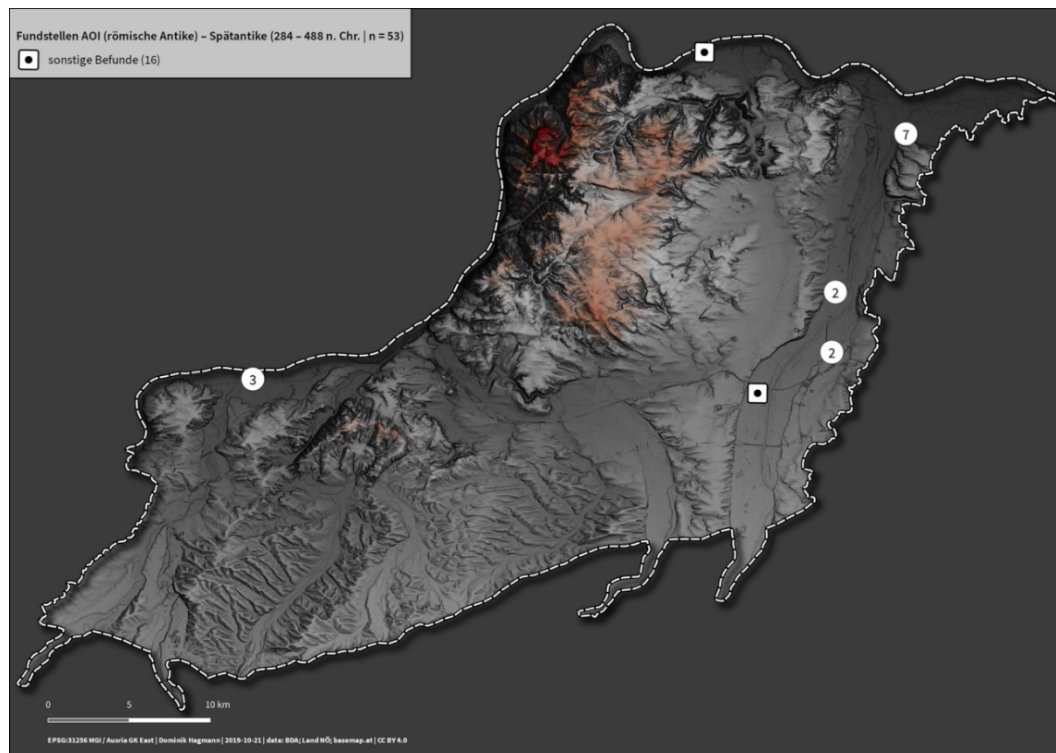 Fundstellen AOI (römische Antike) – Spätantike (284 – 488 n. Chr. | n = 53)
sonstige Befunde (16)
7
2
2
3
0 5 10 km
EPSG:31256 MGI / Ausria GK East | Dominik Hagmann | 2019-10-21 | data: BDA; Land NÖ; basemap.at | CC BY 4.0